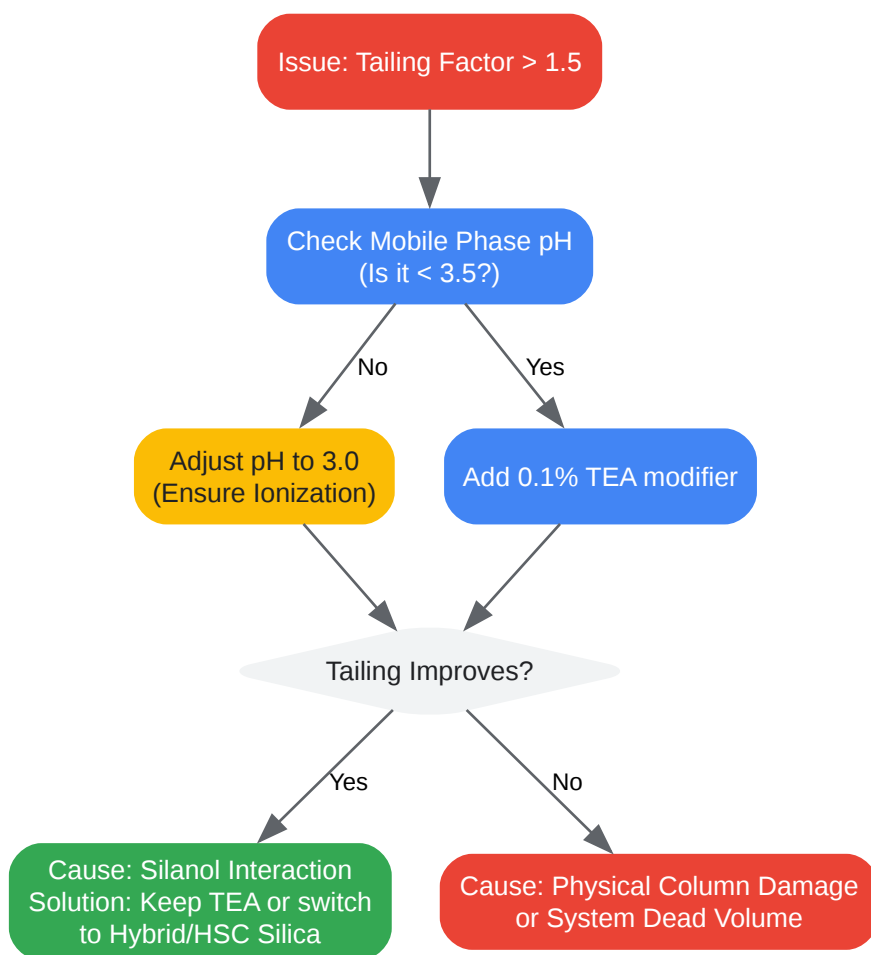 Issue: Tailing Factor > 1.5
Check Mobile Phase pH
(Is it < 3.5?)
No
Yes
Adjust pH to 3.0
(Ensure Ionization)
Add 0.1% TEA modifier
Tailing Improves?
Yes
No
Cause: Silanol Interaction
Solution: Keep TEA or switch
to Hybrid/HSC Silica
Cause: Physical Column Damage
or System Dead Volume